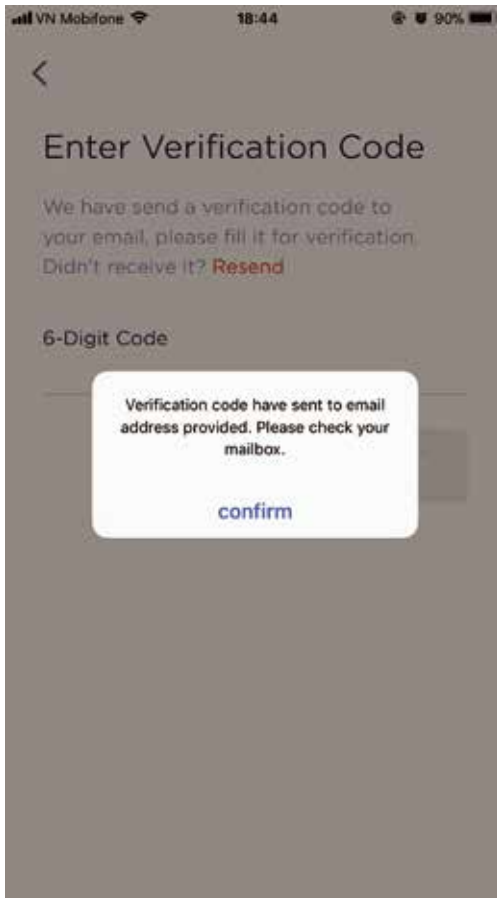 VN Mobifone 18:44 90%
Enter Verification Code
We have send a verification code to
your email, please fill it for verification.
Didn't receive it? Resend
6-Digit Code
Verification code have sent to email
address provided. Please check your
mailbox.
confirm